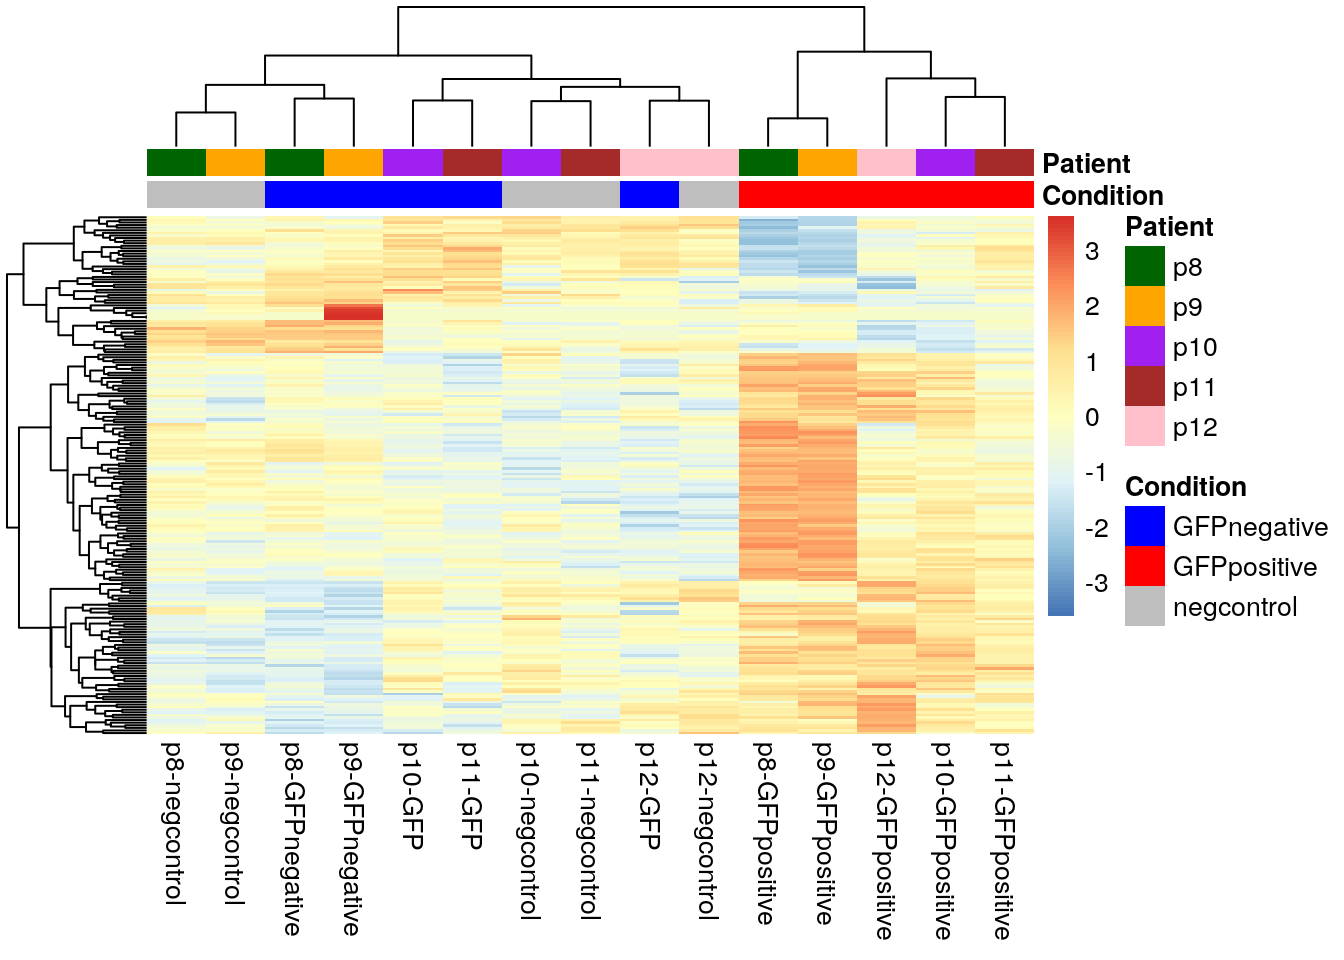 Patient
Condition
3
2
1
0
-1
-2
-3
Patient
p8
p9
p10
p11
p12
Condition
GFPnegative
GFPpositive
negcontrol
p8-negcontrol
p9-negcontrol
p8-GFPnegative
p9-GFPnegative
p10-GFP
p11-GFP
p10-negcontrol
p11-negcontrol
p12-GFP
p12-negcontrol
p8-GFPpositive
p9-GFPpositive
p12-GFPpositive
p10-GFPpositive
p11-GFPpositive